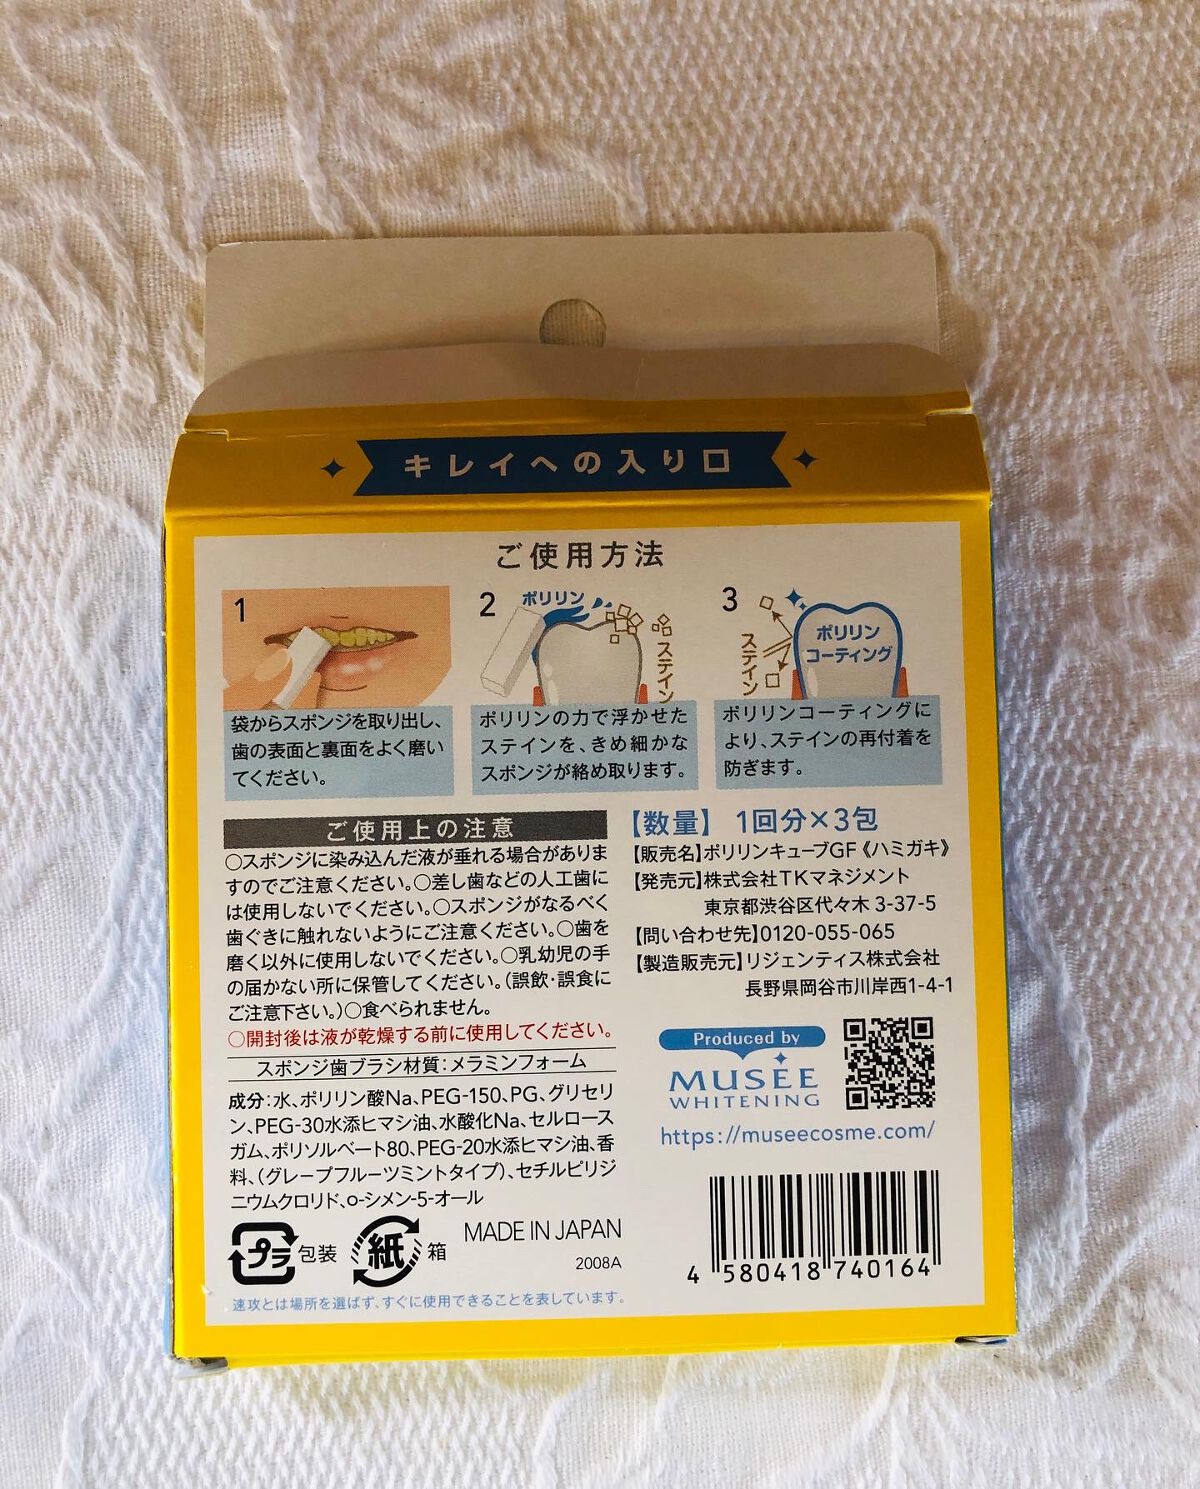 キレイへの入り口
ご使用方法
1
袋からスポンジを取り出し、
歯の表面と裏面をよく磨い
てください。
2
ポリリン
ステイン
ポリリンの力で浮かせた
ステインを、きめ細かな
スポンジが絡め取ります。
3
ステイン
ポリリン
コーティング
ポリリンコーティングに
より、ステインの再付着を
防ぎます。
ご使用上の注意
○スポンジに染み込んだ液が垂れる場合がありま
すのでご注意ください。○差し歯などの人工歯に
は使用しないでください。○スポンジがなるべく
歯ぐきに触れないようにご注意ください。○歯を
磨く以外に使用しないでください。○乳幼児の手
の届かない所に保管してください。(誤飲・誤食に
ご注意下さい。)○食べられません。
○開封後は液が乾燥する前に使用してください。
スポンジ歯ブラシ材質：メラミンフォーム
成分：水、ポリリン酸Na、PEG-150、PG、グリセリ
ン、PEG-30水添ヒマシ油、水酸化Na、セルロース
ガム、ポリソルベート80、PEG-20水添ヒマシ油、香
料、(グレープフルーツミントタイプ)、セチルピリジ
ニウムクロリド、o-シメン-5-オール
プラ 包装 紙 箱
MADE IN JAPAN
2008A
速攻とは場所を選ばず、すぐに使用できることを表しています。
【数量】 1回分×3包
【販売名】ポリリンキューブGF《ハミガキ》
【発売元】株式会社TKマネジメント
東京都渋谷区代々木 3-37-5
【問い合わせ先】0120-055-065
【製造販売元】リジェンティス株式会社
長野県岡谷市川岸西1-4-1
Produced by
MUSÉE
WHITENING
https://museecosme.com/
4 580418 740164